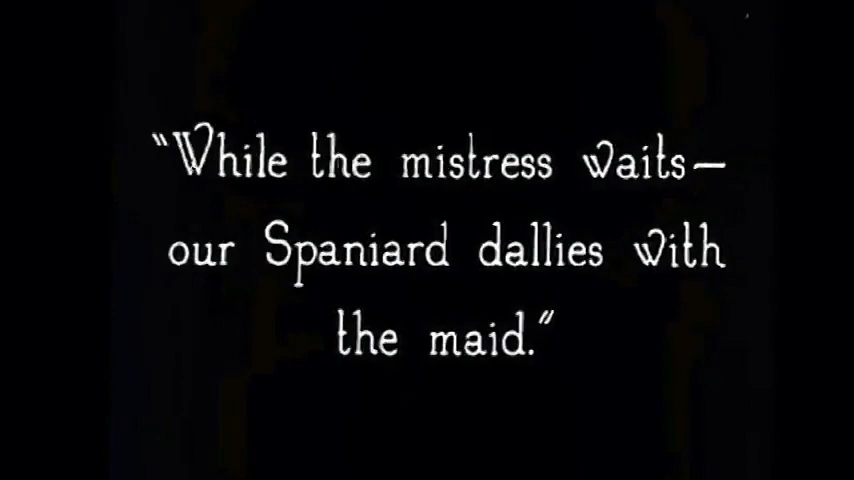 "While the mistress waits—
our Spaniard dallies with
the maid."